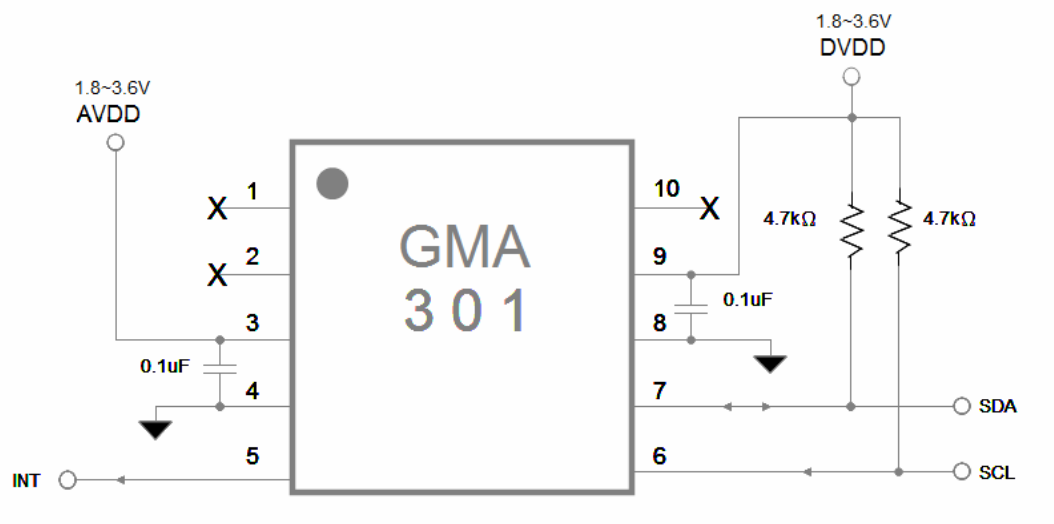 1.8~3.6V
DVDD
1.8~3.6V
AVDD
1
10
X
X
4.7kΩ
4.7kΩ
GMA
301
2
9
X
0.1uF
3
8
0.1uF
4
7
SDA
5
6
INT
SCL